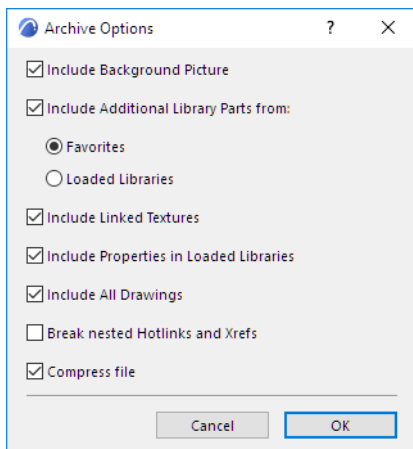 Archive Options
Include Background Picture
Include Additional Library Parts from:
Favorites
Loaded Libraries
Include Linked Textures
Include Properties in Loaded Libraries
Include All Drawings
Break nested Hotlinks and Xrefs
Compress file
Cancel OK